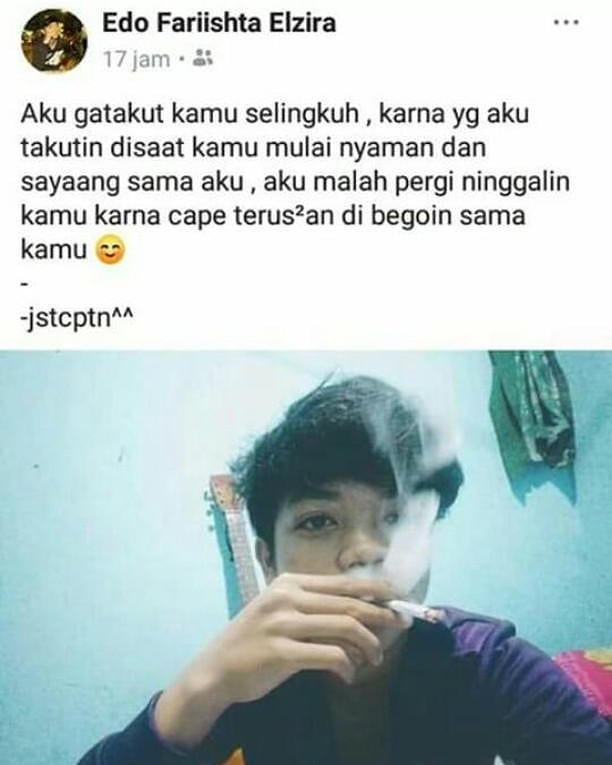 Edo Fariishta Elzira
17 jam
Aku gatakut kamu selingkuh , karna yg aku
takutin disaat kamu mulai nyaman dan
sayaang sama aku , aku malah pergi ninggalin
kamu karna cape terus²an di begoin sama
kamu 😊
-
-jstcptn^^